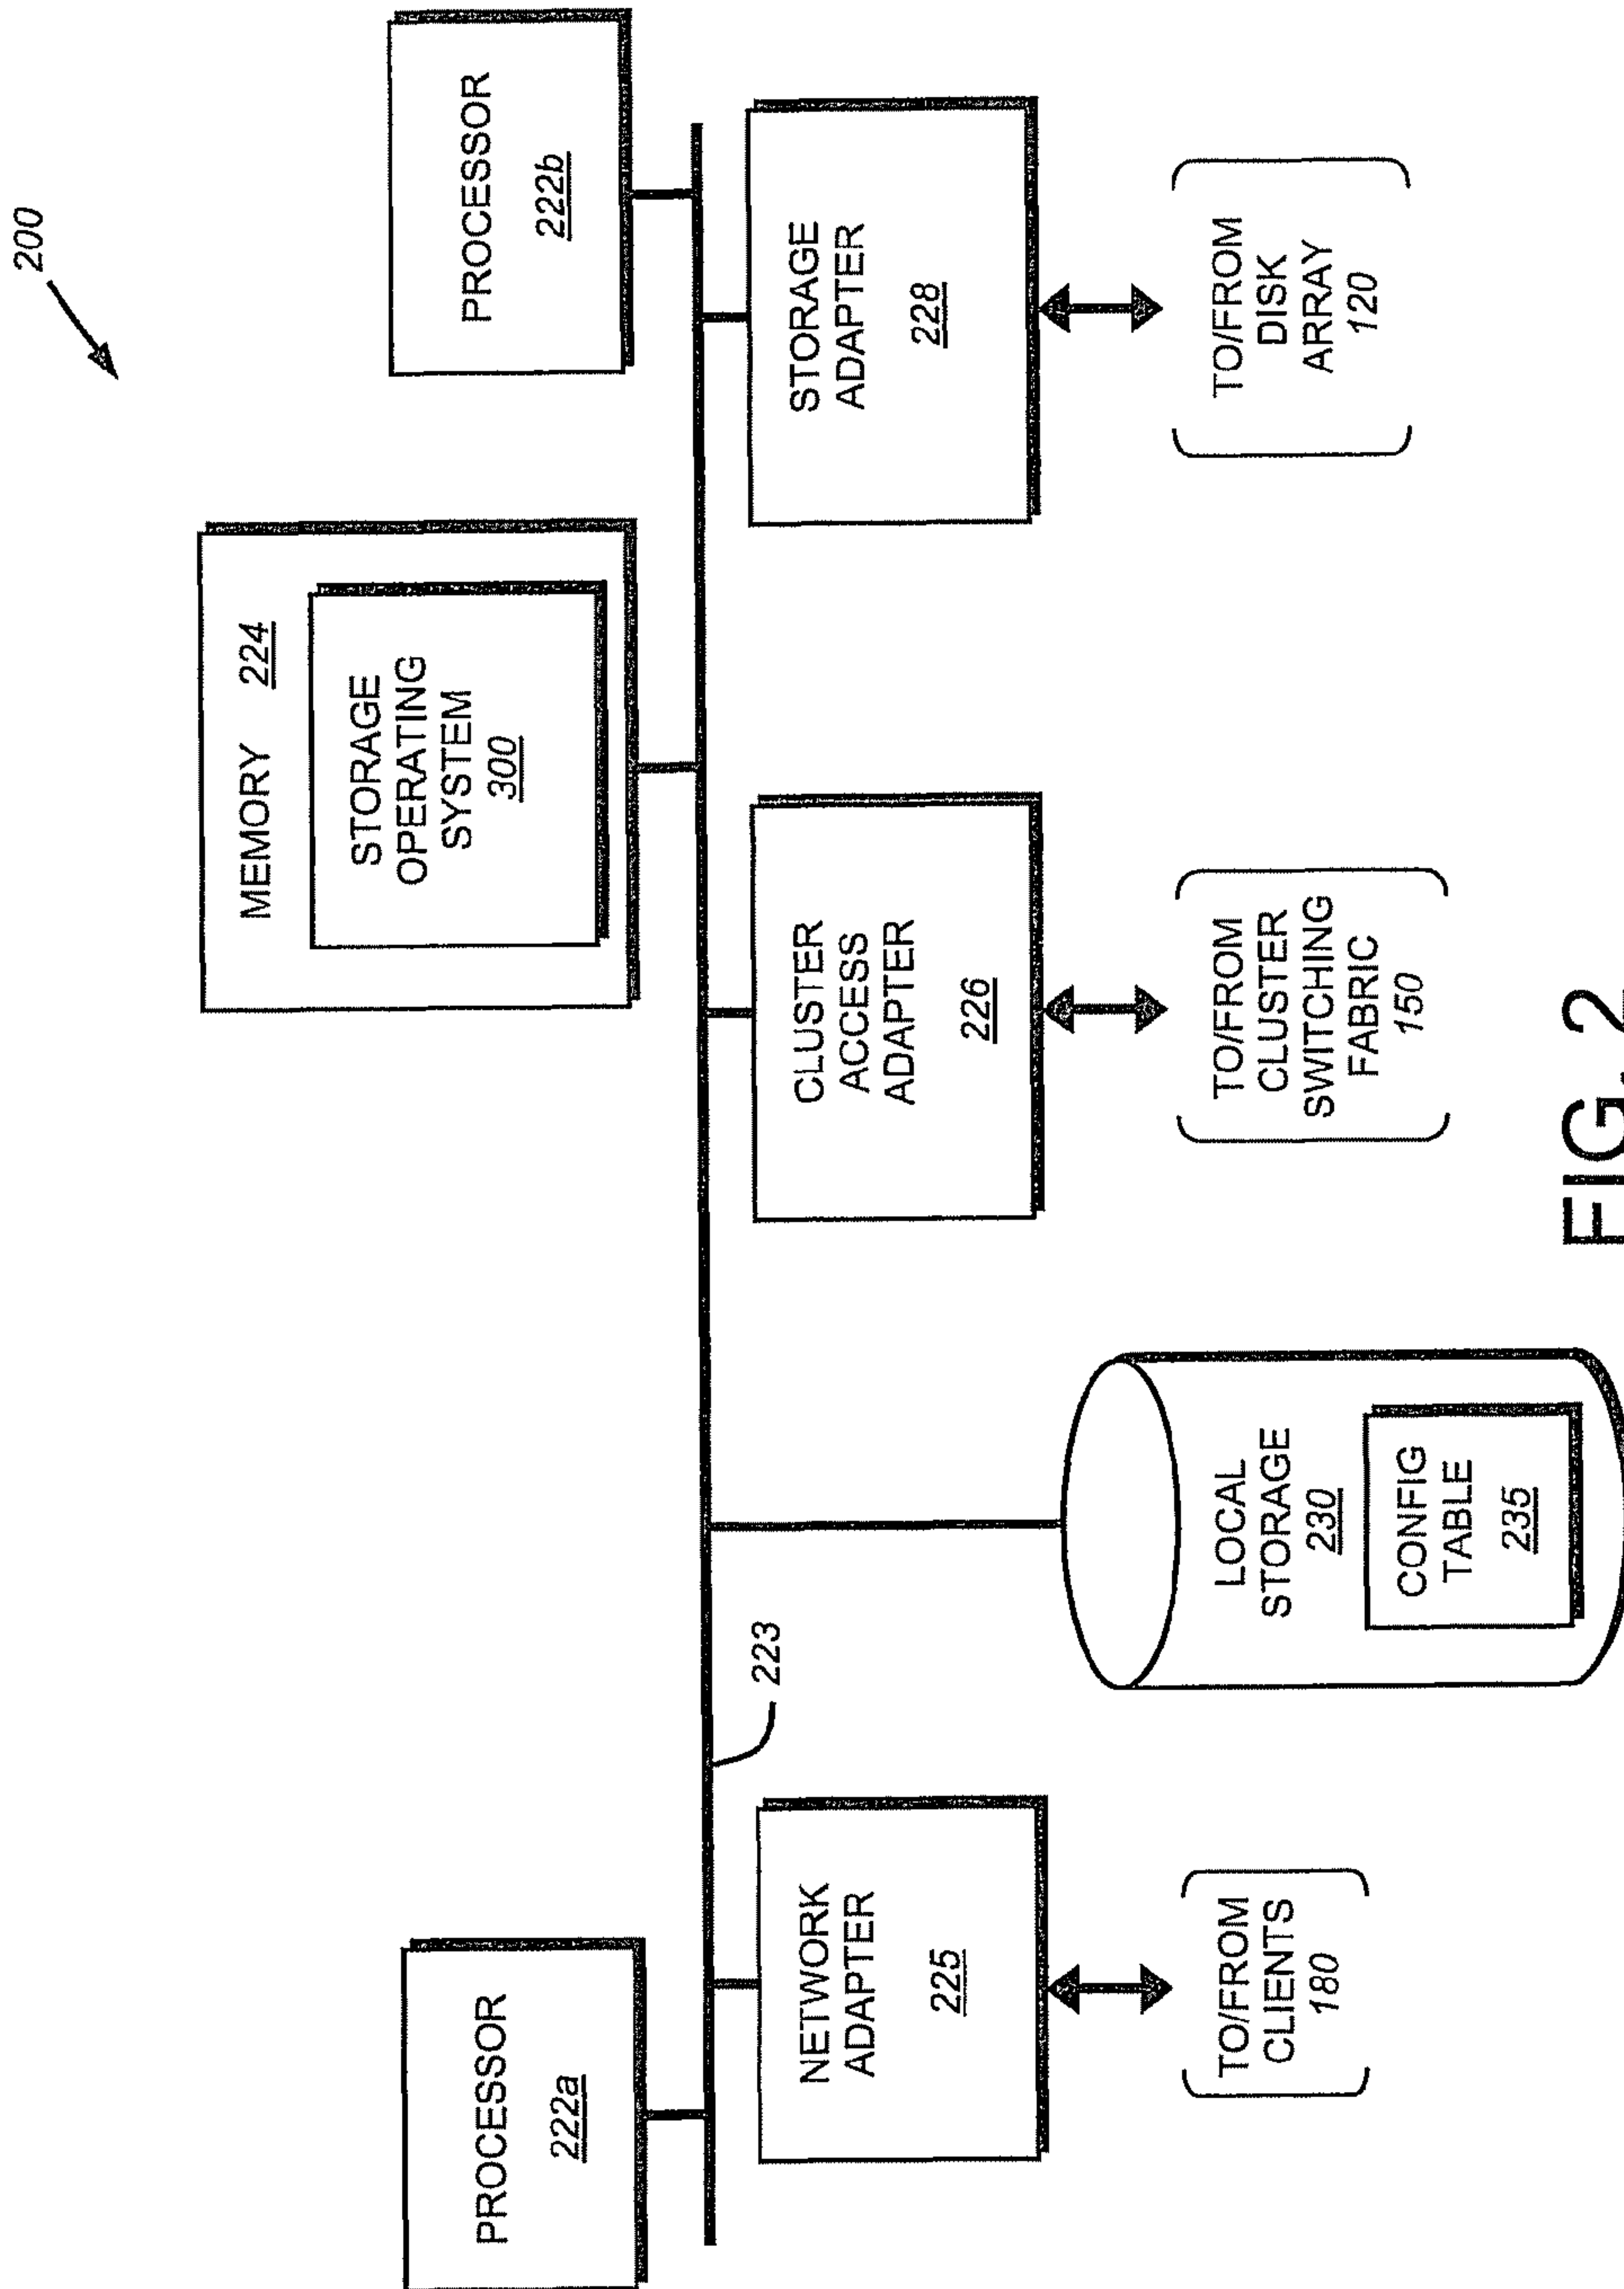 200
PROCESSOR
222a
MEMORY 224
STORAGE
OPERATING
SYSTEM
300
PROCESSOR
222b
223
NETWORK
ADAPTER
225
TO/FROM
CLIENTS
180
LOCAL
STORAGE
230
CONFIG
TABLE
235
CLUSTER
ACCESS
ADAPTER
226
TO/FROM
CLUSTER
SWITCHING
FABRIC
150
STORAGE
ADAPTER
228
TO/FROM
DISK
ARRAY
120
FIG. 2